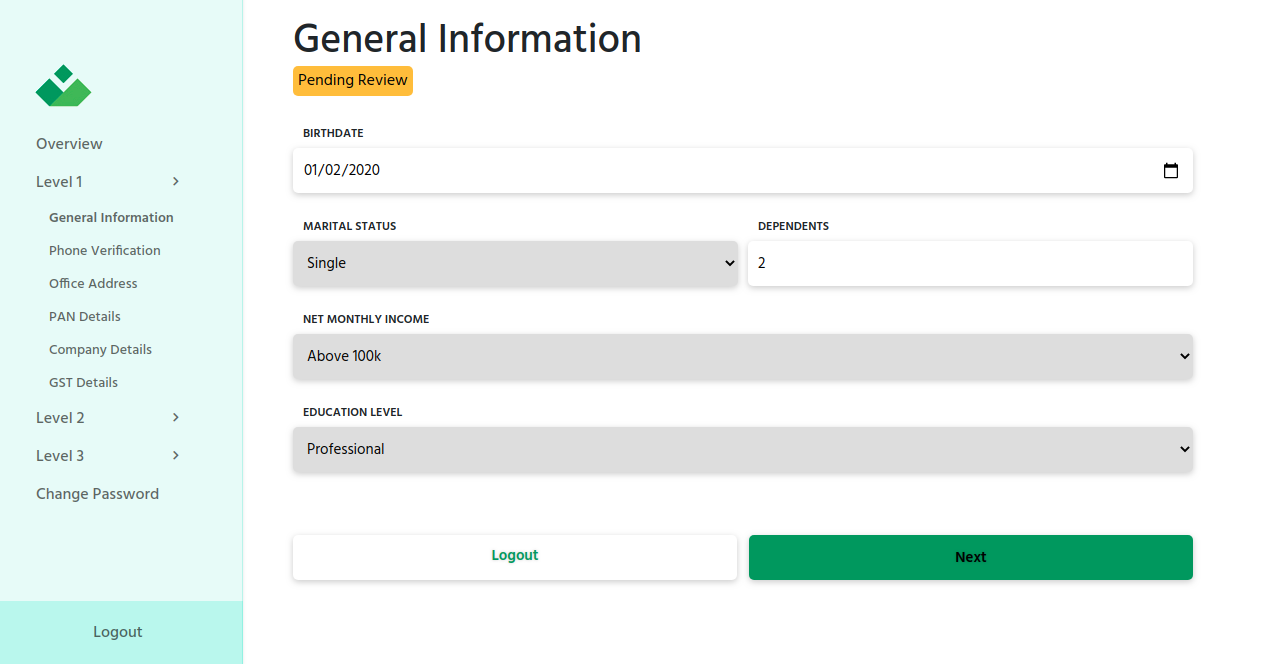 Overview
Level 1
General Information
Phone Verification
Office Address
PAN Details
Company Details
GST Details
Level 2
Level 3
Change Password
Logout
General Information
Pending Review
BIRTHDATE
01/02/2020
MARITAL STATUS
Single
DEPENDENTS
2
NET MONTHLY INCOME
Above 100k
EDUCATION LEVEL
Professional
Logout
Next